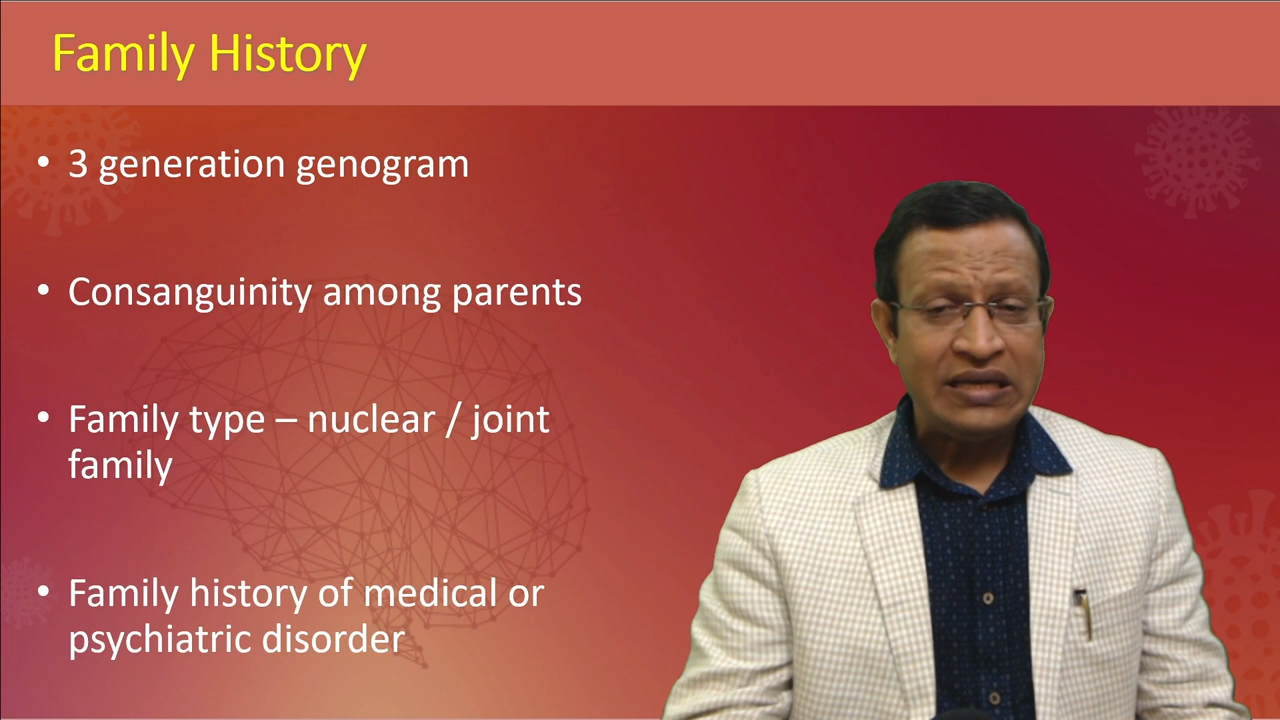 Family History
• 3 generation genogram
• Consanguinity among parents
• Family type – nuclear / joint
family
• Family history of medical or
psychiatric disorder